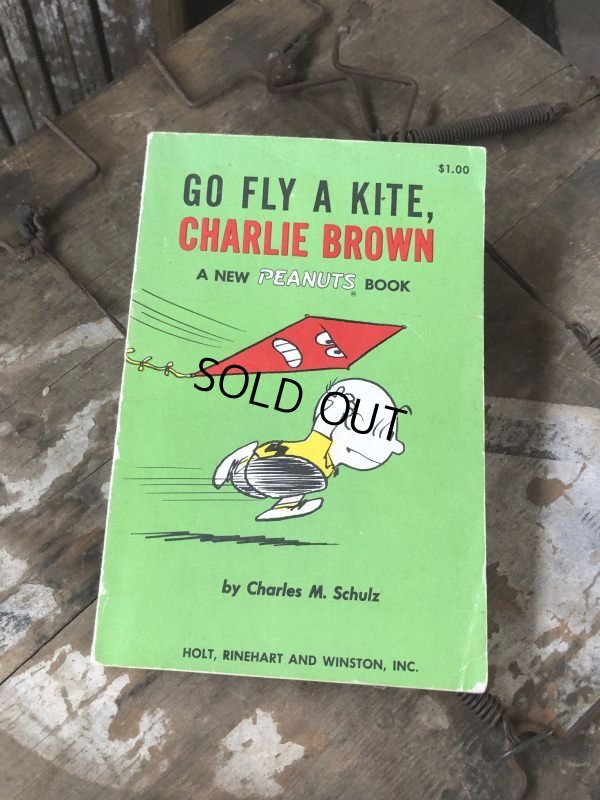 $1.00
GO FLY A KITE,
CHARLIE BROWN
A NEW PEANUTS® BOOK
SOLD OUT
by Charles M. Schulz
HOLT, RINEHART AND WINSTON, INC.